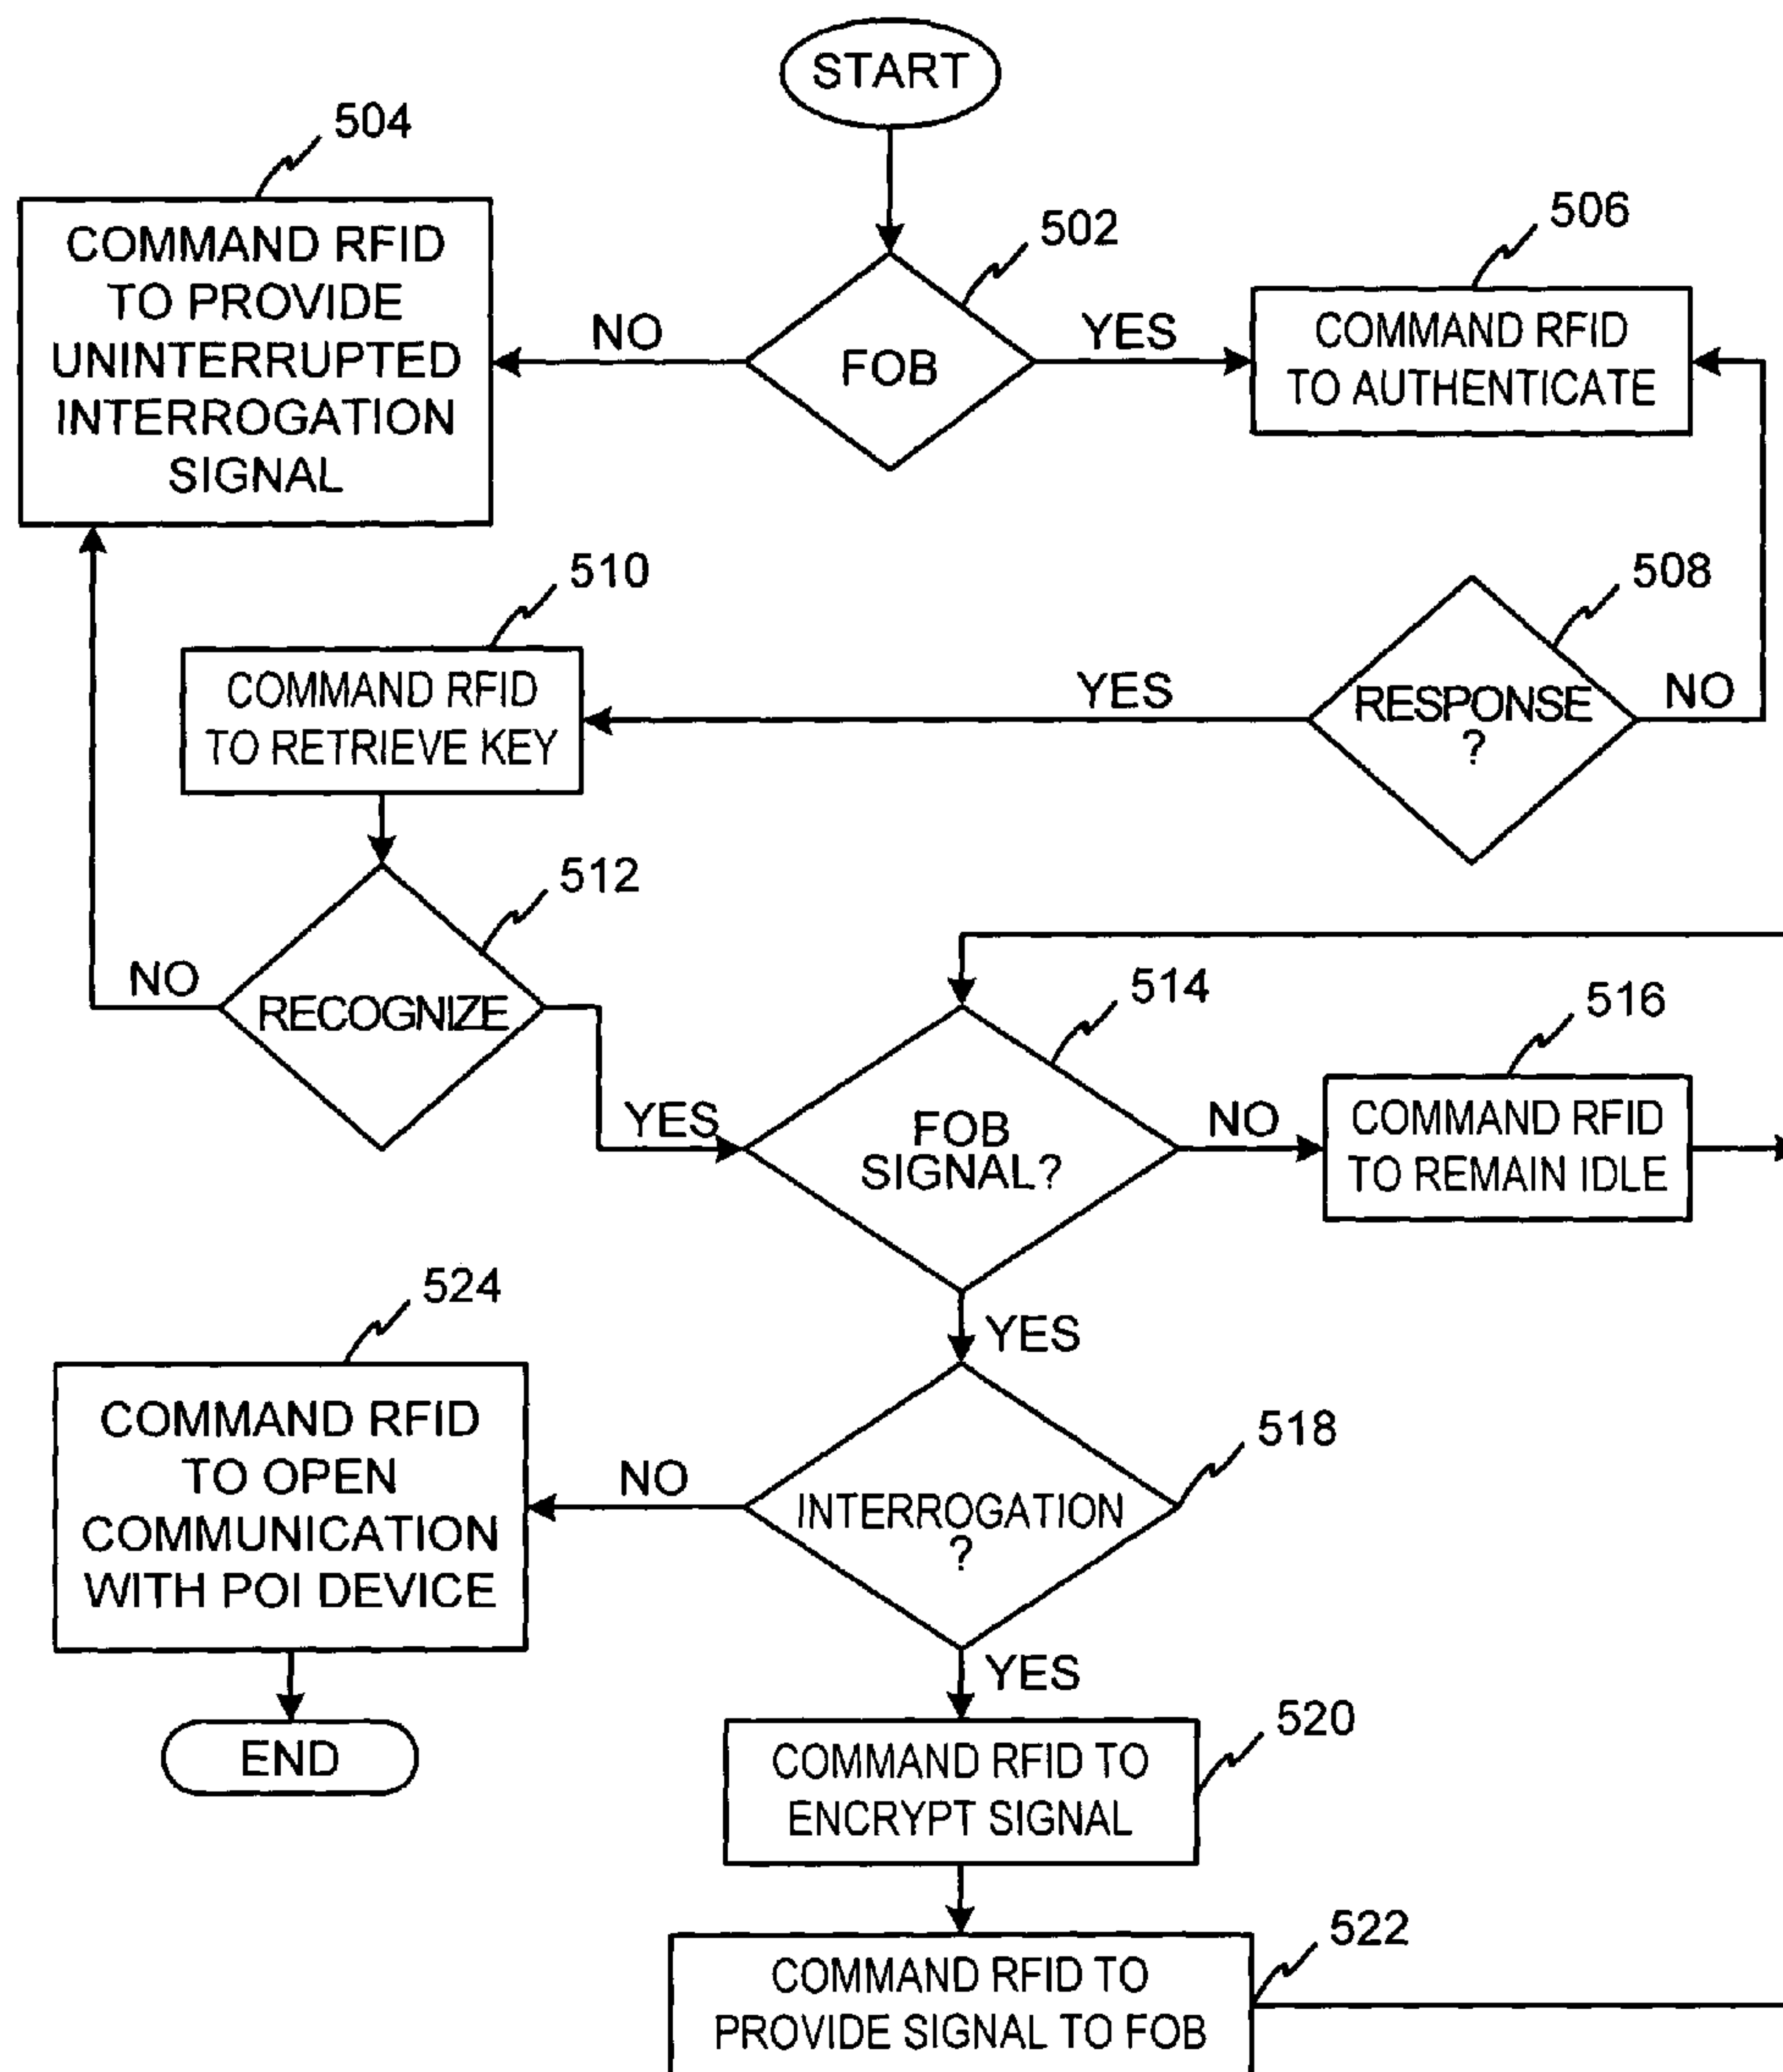 START
504
COMMAND RFID
TO PROVIDE
UNINTERRUPTED
INTERROGATION
SIGNAL
NO
502
FOB
YES
506
COMMAND RFID
TO AUTHENTICATE
510
COMMAND RFID
TO RETRIEVE KEY
YES
508
RESPONSE
?
NO
512
NO
RECOGNIZE
YES
514
FOB
SIGNAL?
NO
516
COMMAND RFID
TO REMAIN IDLE
YES
524
COMMAND RFID
TO OPEN
COMMUNICATION
WITH POI DEVICE
NO
518
INTERROGATION
?
YES
END
520
COMMAND RFID TO
ENCRYPT SIGNAL
522
COMMAND RFID TO
PROVIDE SIGNAL TO FOB